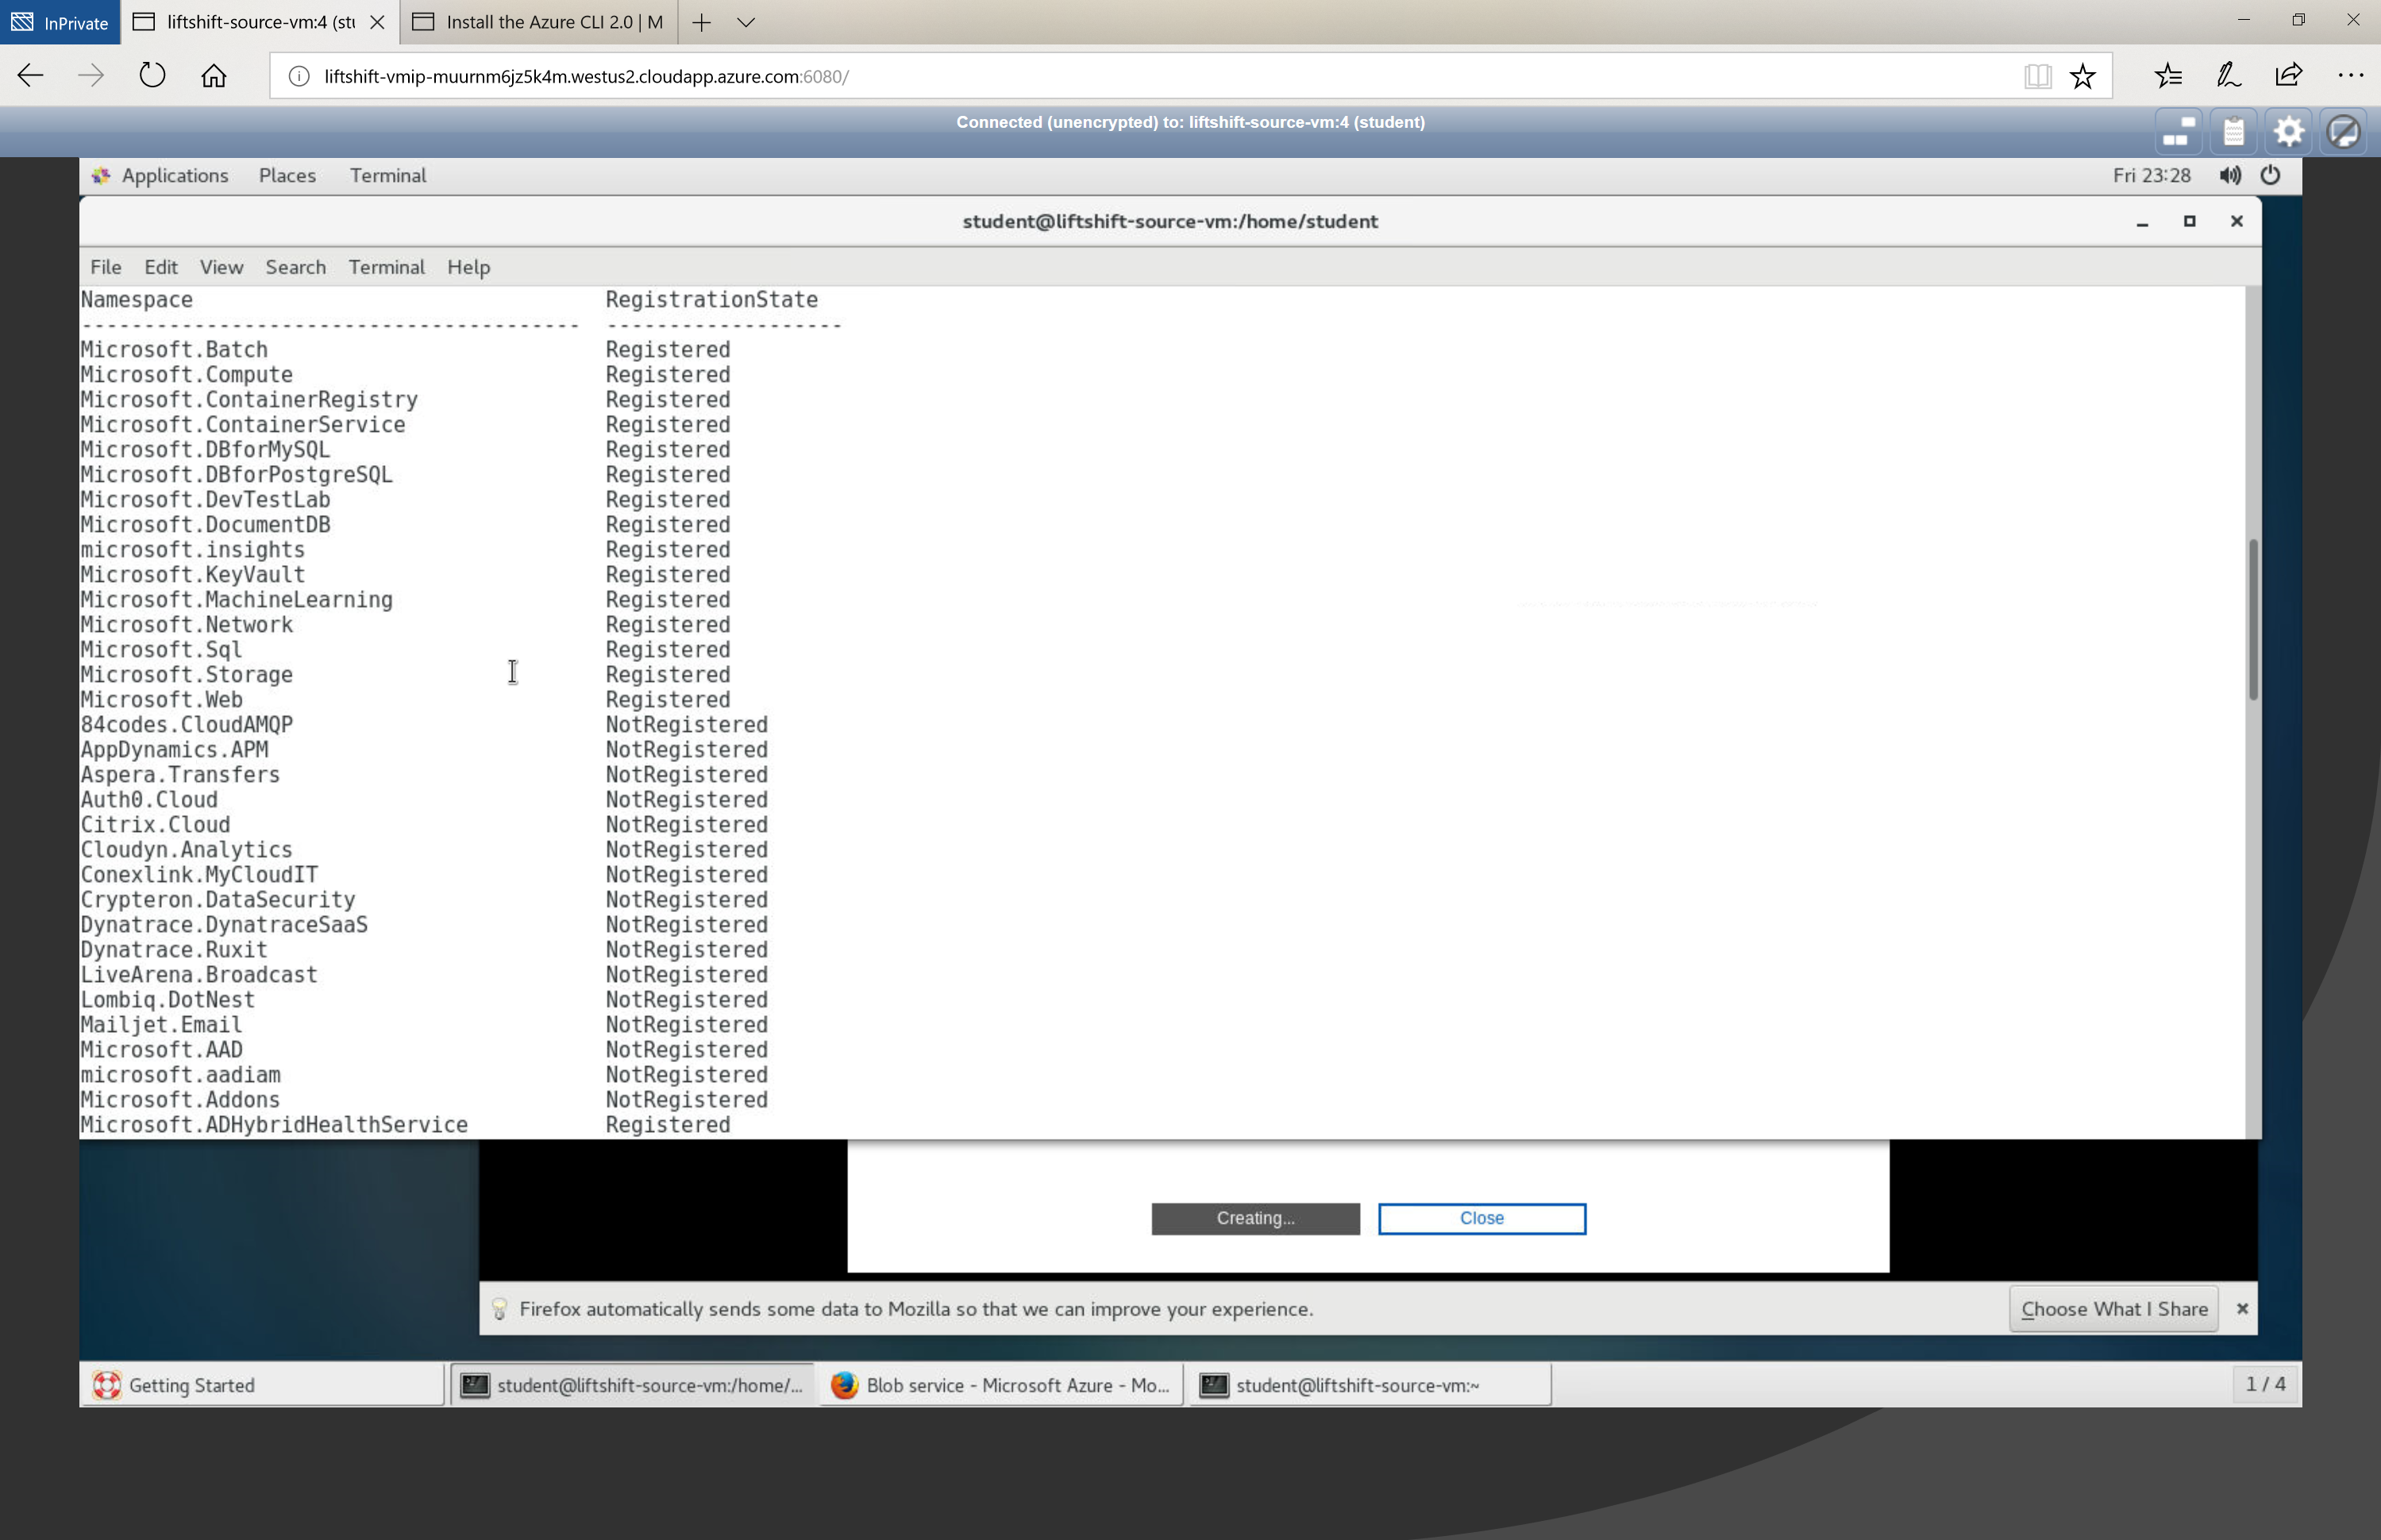 InPrivate
liftshift-source-vm:4 (stu
Install the Azure CLI 2.0 | M
liftshift-vmip-muurnm6jz5k4m.westus2.cloudapp.azure.com:6080/
Connected (unencrypted) to: liftshift-source-vm:4 (student)
Applications Places Terminal Fri 23:28
student@liftshift-source-vm:/home/student
File Edit View Search Terminal Help
Namespace RegistrationState
---------------------------------------- -------------------
Microsoft.Batch Registered
Microsoft.Compute Registered
Microsoft.ContainerRegistry Registered
Microsoft.ContainerService Registered
Microsoft.DBforMySQL Registered
Microsoft.DBforPostgreSQL Registered
Microsoft.DevTestLab Registered
Microsoft.DocumentDB Registered
microsoft.insights Registered
Microsoft.KeyVault Registered
Microsoft.MachineLearning Registered
Microsoft.Network Registered
Microsoft.Sql Registered
Microsoft.Storage Registered
Microsoft.Web Registered
84codes.CloudAMQP NotRegistered
AppDynamics.APM NotRegistered
Aspera.Transfers NotRegistered
Auth0.Cloud NotRegistered
Citrix.Cloud NotRegistered
Cloudyn.Analytics NotRegistered
Conexlink.MyCloudIT NotRegistered
Crypteron.DataSecurity NotRegistered
Dynatrace.DynatraceSaaS NotRegistered
Dynatrace.Ruxit NotRegistered
LiveArena.Broadcast NotRegistered
Lombiq.DotNest NotRegistered
Mailjet.Email NotRegistered
Microsoft.AAD NotRegistered
microsoft.aadiam NotRegistered
Microsoft.Addons NotRegistered
Microsoft.ADHybridHealthService Registered
Creating... Close
Firefox automatically sends some data to Mozilla so that we can improve your experience. Choose What I Share
Getting Started student@liftshift-source-vm:/home/... Blob service - Microsoft Azure - Mo... student@liftshift-source-vm:~ 1 / 4